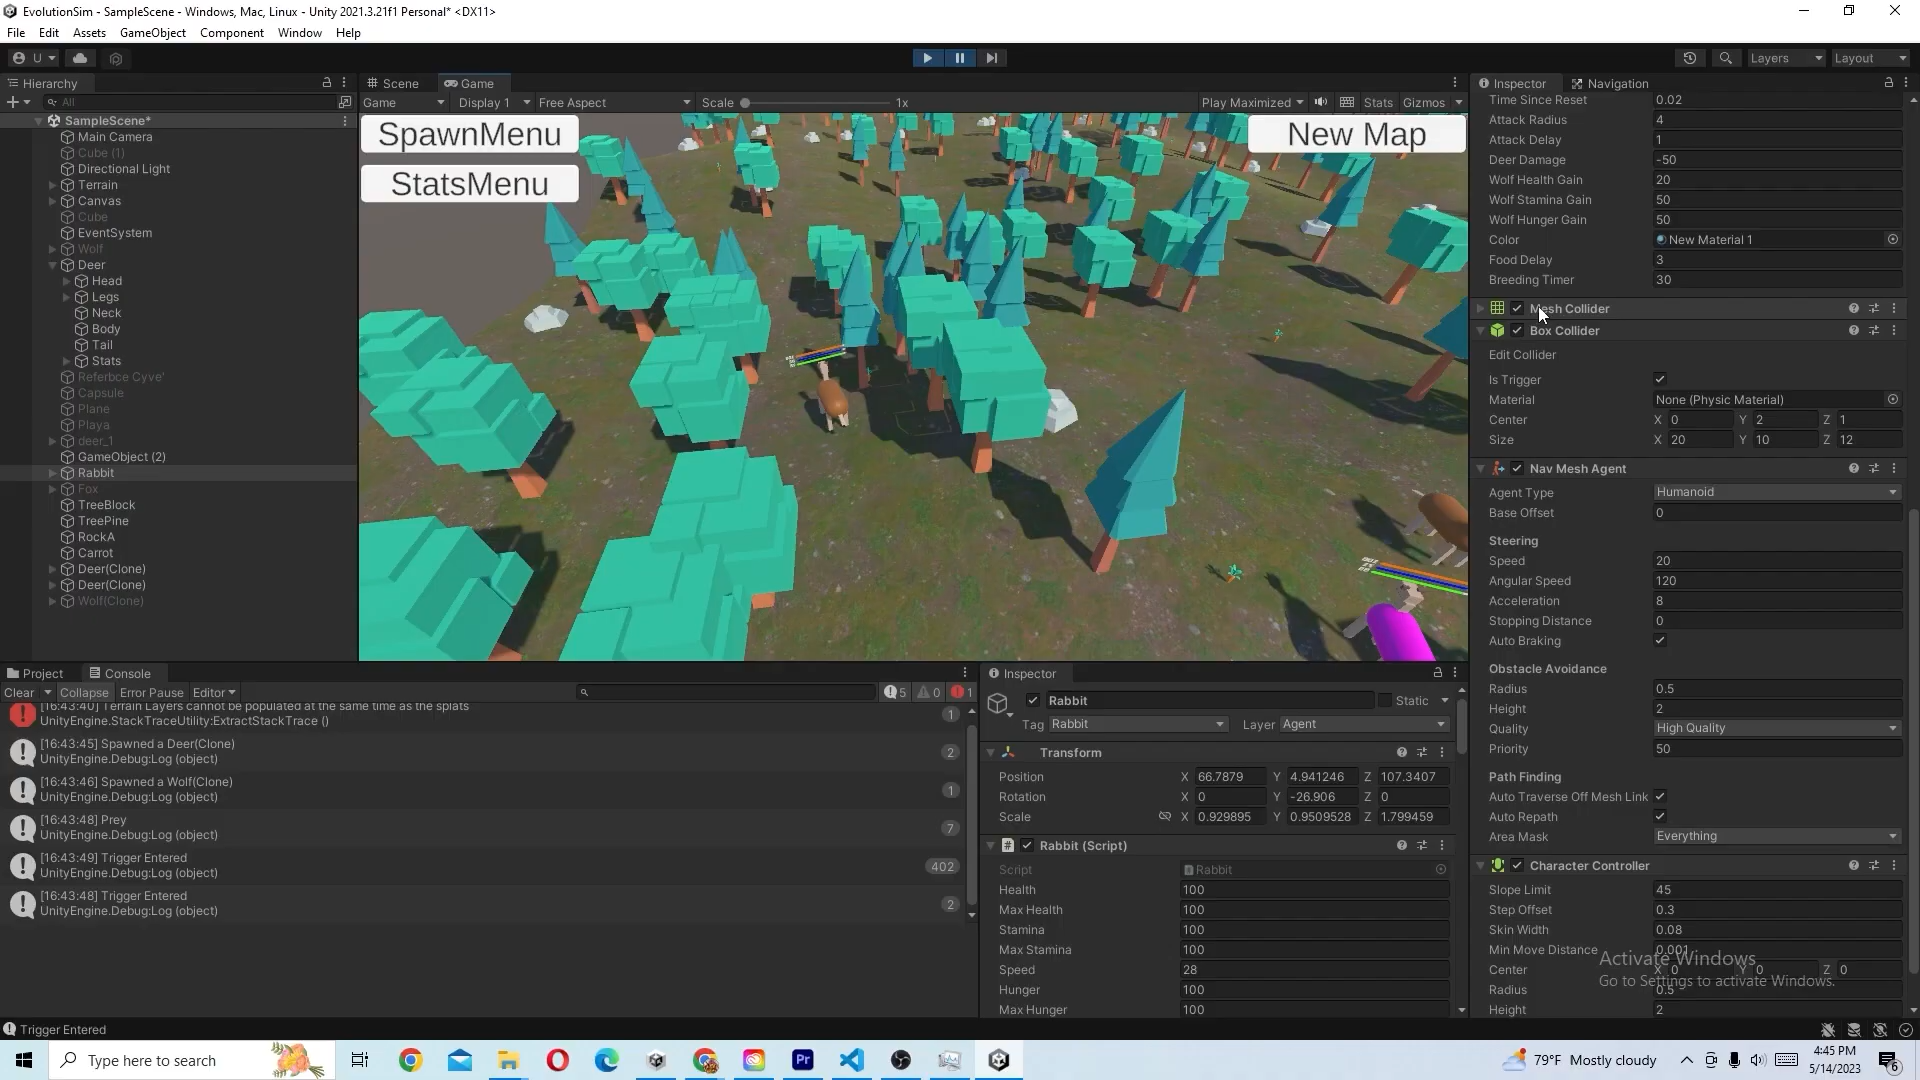 EvolutionSim - SampleScene - Windows, Mac, Linux - Unity 2021.3.21f1 Personal* <DX11>
File Edit Assets GameObject Component Window Help
U Layers Layout
Hierarchy
All
SampleScene*
Main Camera
Cube (1)
Directional Light
Terrain
Canvas
Cube
EventSystem
Wolf
Deer
Head
Legs
Neck
Body
Tail
Stats
Referbce Cyve'
Capsule
Plane
Playa
deer_1
GameObject (2)
Rabbit
Fox
TreeBlock
TreePine
RockA
Carrot
Deer(Clone)
Deer(Clone)
Wolf(Clone)
Scene Game
Game Display 1 Free Aspect Scale 1x Play Maximized Stats Gizmos
SpawnMenu
StatsMenu
New Map
Inspector Navigation
Time Since Reset 0.02
Attack Radius 4
Attack Delay 1
Deer Damage -50
Wolf Health Gain 20
Wolf Stamina Gain 50
Wolf Hunger Gain 50
Color New Material 1
Food Delay 3
Breeding Timer 30
Mesh Collider
Box Collider
Edit Collider
Is Trigger
Material None (Physic Material)
Center X 0 Y 2 Z 1
Size X 20 Y 10 Z 12
Nav Mesh Agent
Agent Type Humanoid
Base Offset 0
Steering
Speed 20
Angular Speed 120
Acceleration 8
Stopping Distance 0
Auto Braking
Obstacle Avoidance
Radius 0.5
Height 2
Quality High Quality
Priority 50
Path Finding
Auto Traverse Off Mesh Link
Auto Repath
Area Mask Everything
Character Controller
Slope Limit 45
Step Offset 0.3
Skin Width 0.08
Min Move Distance 0.001
Center X 0 Y 0 Z 0
Radius 0.5
Height 2
Activate Windows
Go to Settings to activate Windows.
Project Console
Clear Collapse Error Pause Editor 5 0 1
[16:43:40] Terrain Layers cannot be populated at the same time as the splats
UnityEngine.StackTraceUtility:ExtractStackTrace () 1
[16:43:45] Spawned a Deer(Clone)
UnityEngine.Debug:Log (object) 2
[16:43:46] Spawned a Wolf(Clone)
UnityEngine.Debug:Log (object) 1
[16:43:48] Prey
UnityEngine.Debug:Log (object) 7
[16:43:49] Trigger Entered
UnityEngine.Debug:Log (object) 402
[16:43:48] Trigger Entered
UnityEngine.Debug:Log (object) 2
Inspector
Rabbit Static
Tag Rabbit Layer Agent
Transform
Position X 66.7879 Y 4.941246 Z 107.3407
Rotation X 0 Y -26.906 Z 0
Scale X 0.929895 Y 0.9509528 Z 1.799459
Rabbit (Script)
Script Rabbit
Health 100
Max Health 100
Stamina 100
Max Stamina 100
Speed 28
Hunger 100
Max Hunger 100
Trigger Entered
Type here to search
Pr
79°F Mostly cloudy
4:45 PM
5/14/2023
6